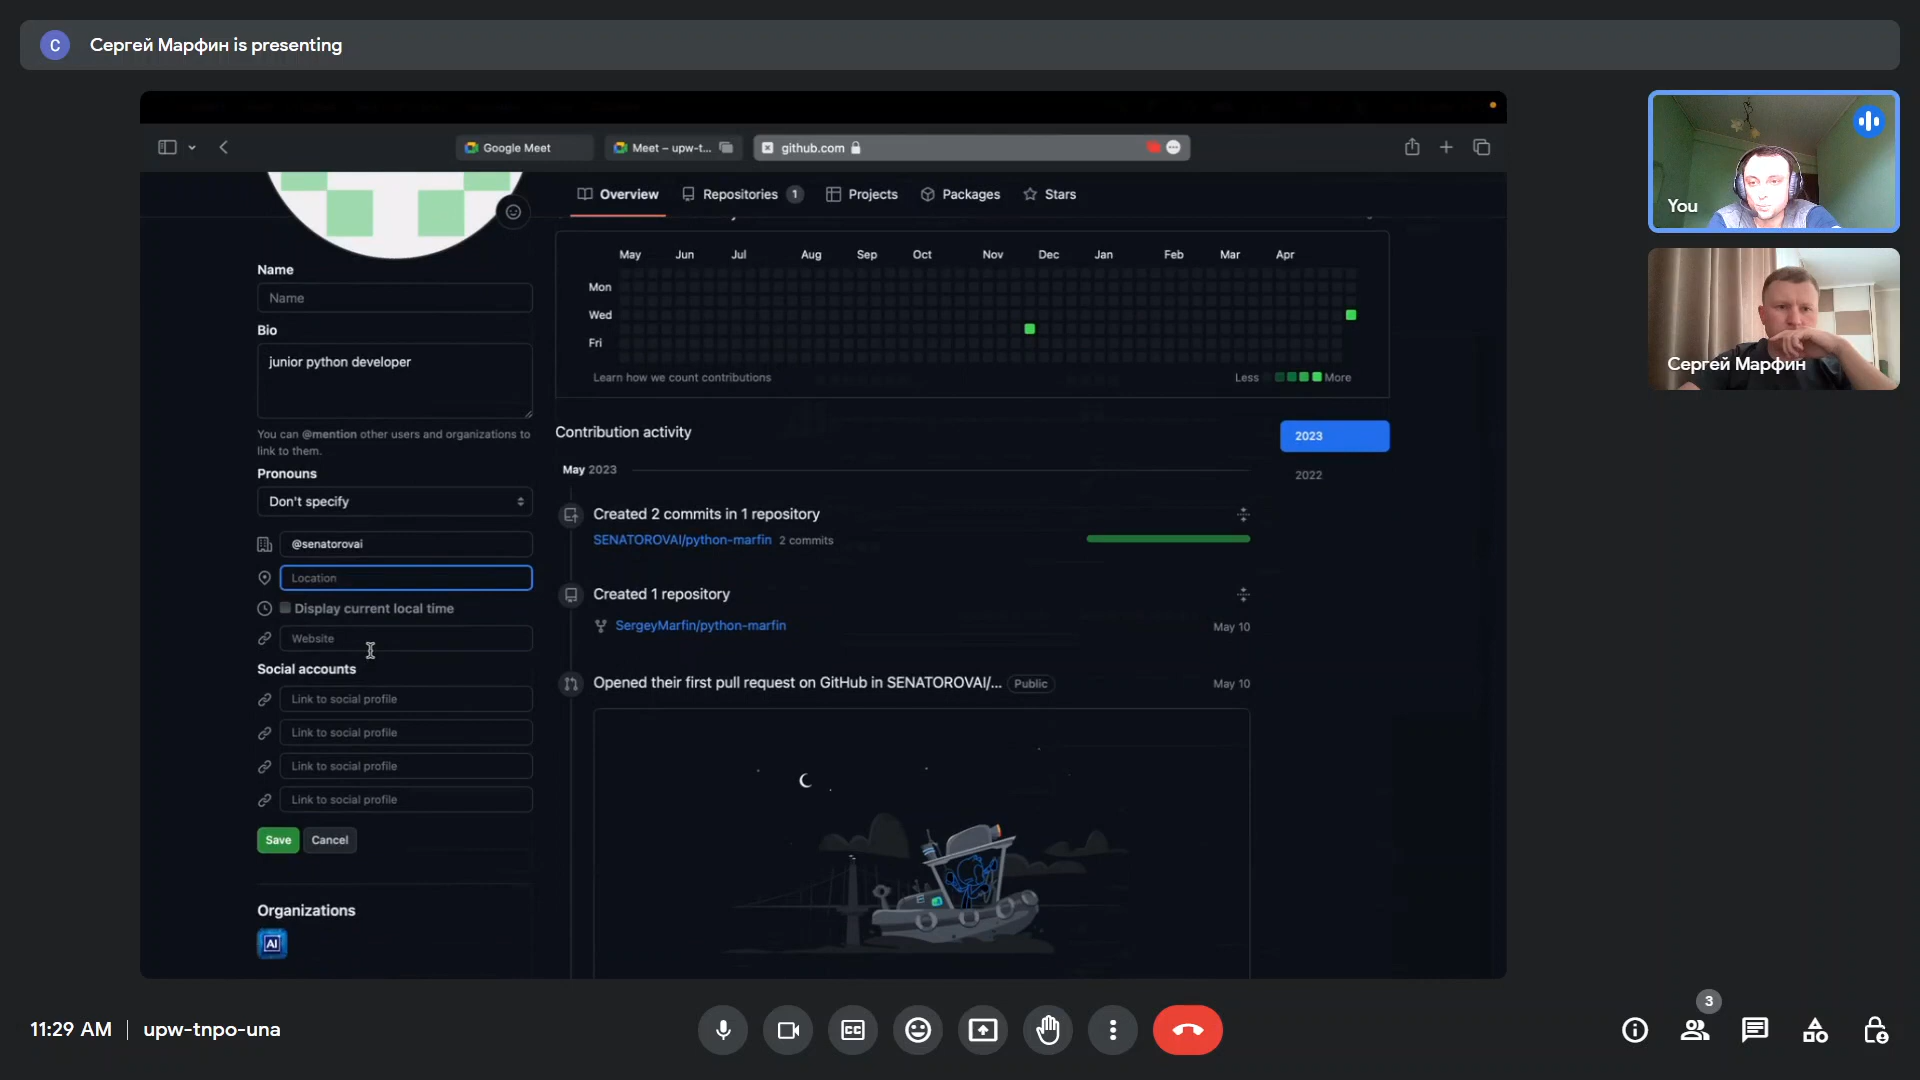 C Сергей Марфин is presenting
Google Meet
Meet – upw-t...
github.com
Overview
Repositories 1
Projects
Packages
Stars
You
Сергей Марфин
Name
Name
Bio
junior python developer
You can @mention other users and organizations to
link to them.
Pronouns
Don't specify
@senatorovai
Location
Display current local time
Website
Social accounts
Link to social profile
Link to social profile
Link to social profile
Link to social profile
Save Cancel
Organizations
AI
May Jun Jul Aug Sep Oct Nov Dec Jan Feb Mar Apr
Mon
Wed
Fri
Learn how we count contributions
Less More
Contribution activity
2023
2022
May 2023
Created 2 commits in 1 repository
SENATOROVAI/python-marfin 2 commits
Created 1 repository
SergeyMarfin/python-marfin May 10
Opened their first pull request on GitHub in SENATOROVAI/... Public May 10
11:29 AM | upw-tnpo-una
CC
3